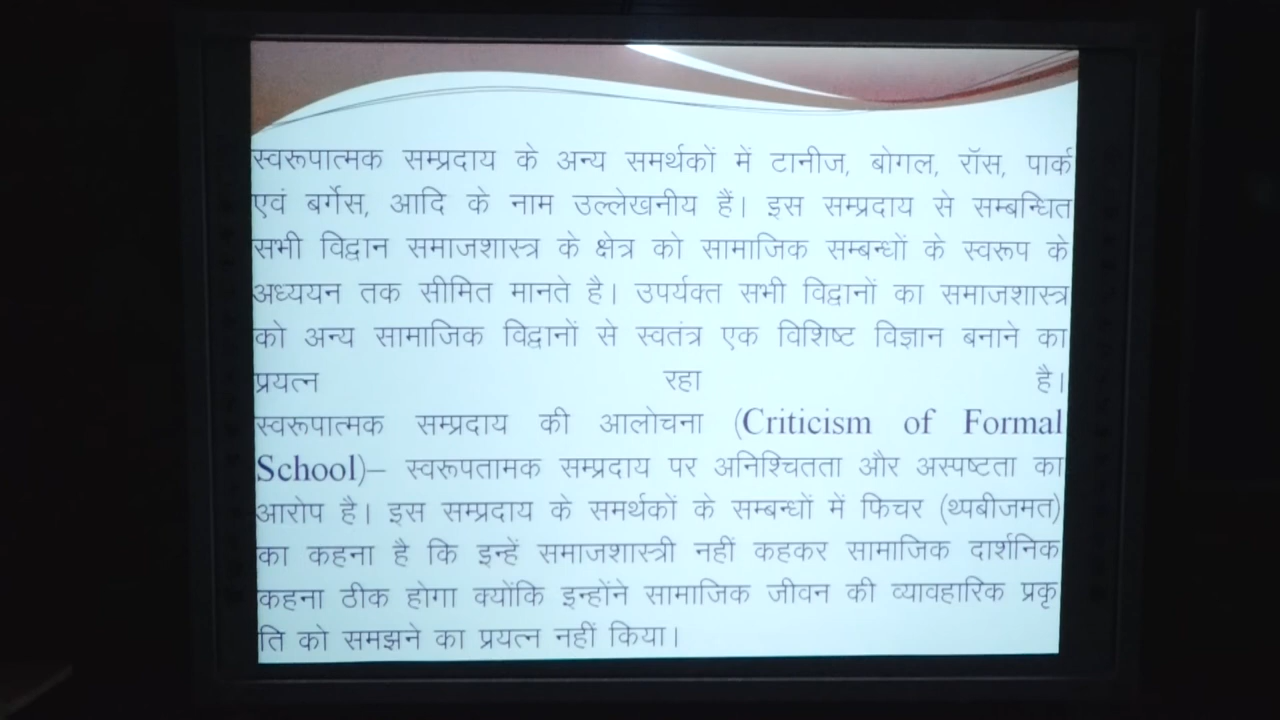 स्वरूपात्मक सम्प्रदाय के अन्य समर्थकों में टानीज, बोगल, रॉस, पार्क
एवं बर्गेस, आदि के नाम उल्लेखनीय हैं। इस सम्प्रदाय से सम्बन्धित
सभी विद्वान समाजशास्त्र के क्षेत्र को सामाजिक सम्बन्धों के स्वरूप के
अध्ययन तक सीमित मानते है। उपर्यक्त सभी विद्वानों का समाजशास्त्र
को अन्य सामाजिक विद्वानों से स्वतंत्र एक विशिष्ट विज्ञान बनाने का
प्रयत्न रहा है।
स्वरूपात्मक सम्प्रदाय की आलोचना (Criticism of Formal
School)– स्वरूपतामक सम्प्रदाय पर अनिश्चितता और अस्पष्टता का
आरोप है। इस सम्प्रदाय के समर्थकों के सम्बन्धों में फिचर (थ्पबीजमत)
का कहना है कि इन्हें समाजशास्त्री नहीं कहकर सामाजिक दार्शनिक
कहना ठीक होगा क्योंकि इन्होंने सामाजिक जीवन की व्यावहारिक प्रकृ
ति को समझने का प्रयत्न नहीं किया।